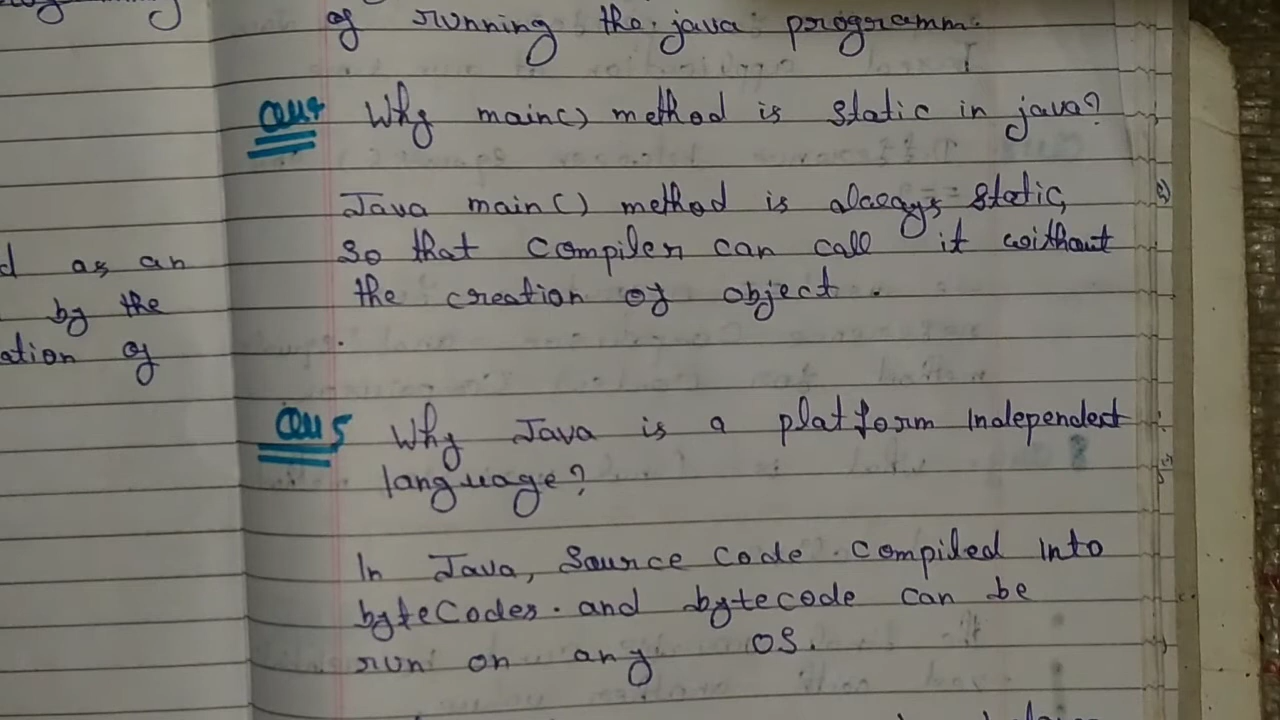 of running the java programm.
Que4 Why main() method is static in java?
Java main() method is always static,
so that compiler can call it without
the creation of object.
d as an
by the
ation of
Que5 Why Java is a platform Independent
language?
In Java, Source code compiled into
byteCodes. and bytecode can be
run on any OS.